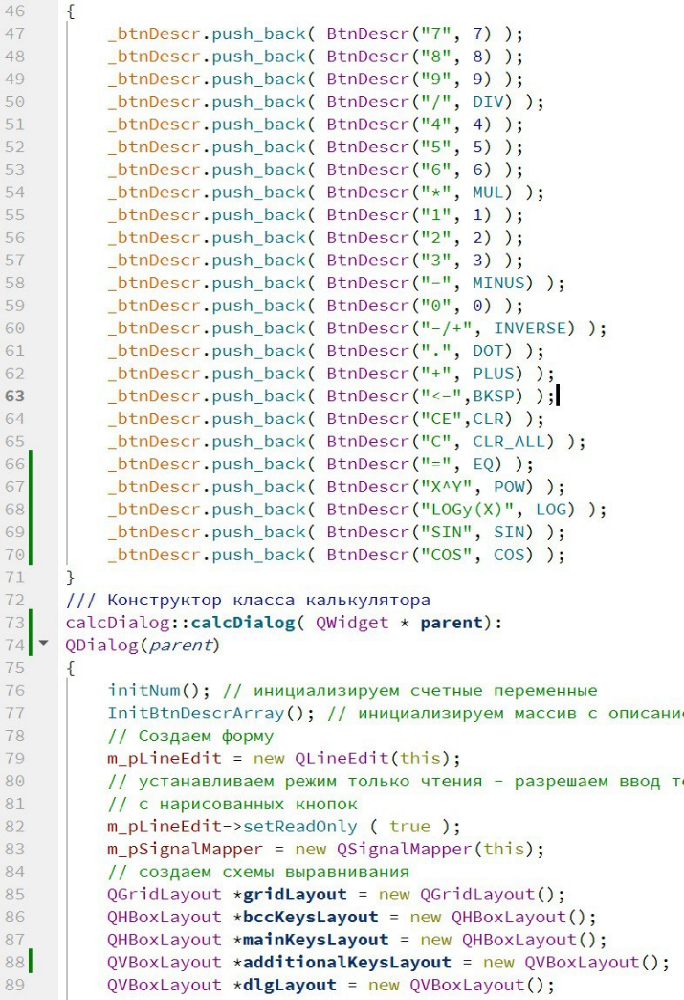 46 {
47 _btnDescr.push_back( BtnDescr("7", 7) );
48 _btnDescr.push_back( BtnDescr("8", 8) );
49 _btnDescr.push_back( BtnDescr("9", 9) );
50 _btnDescr.push_back( BtnDescr("/", DIV) );
51 _btnDescr.push_back( BtnDescr("4", 4) );
52 _btnDescr.push_back( BtnDescr("5", 5) );
53 _btnDescr.push_back( BtnDescr("6", 6) );
54 _btnDescr.push_back( BtnDescr("*", MUL) );
55 _btnDescr.push_back( BtnDescr("1", 1) );
56 _btnDescr.push_back( BtnDescr("2", 2) );
57 _btnDescr.push_back( BtnDescr("3", 3) );
58 _btnDescr.push_back( BtnDescr("-", MINUS) );
59 _btnDescr.push_back( BtnDescr("0", 0) );
60 _btnDescr.push_back( BtnDescr("-/+", INVERSE) );
61 _btnDescr.push_back( BtnDescr(".", DOT) );
62 _btnDescr.push_back( BtnDescr("+", PLUS) );
63 _btnDescr.push_back( BtnDescr("<-",BKSP) );
64 _btnDescr.push_back( BtnDescr("CE",CLR) );
65 _btnDescr.push_back( BtnDescr("C", CLR_ALL) );
66 _btnDescr.push_back( BtnDescr("=", EQ) );
67 _btnDescr.push_back( BtnDescr("X^Y", POW) );
68 _btnDescr.push_back( BtnDescr("LOGy(X)", LOG) );
69 _btnDescr.push_back( BtnDescr("SIN", SIN) );
70 _btnDescr.push_back( BtnDescr("COS", COS) );
71 }
72 /// Конструктор класса калькулятора
73 calcDialog::calcDialog( QWidget * parent):
74 QDialog(parent)
75 {
76 initNum(); // инициализируем счетные переменные
77 InitBtnDescrArray(); // инициализируем массив с описание
78 // Создаем форму
79 m_pLineEdit = new QLineEdit(this);
80 // устанавливаем режим только чтения - разрешаем ввод т
81 // с нарисованных кнопок
82 m_pLineEdit->setReadOnly ( true );
83 m_pSignalMapper = new QSignalMapper(this);
84 // создаем схемы выравнивания
85 QGridLayout *gridLayout = new QGridLayout();
86 QHBoxLayout *bccKeysLayout = new QHBoxLayout();
87 QHBoxLayout *mainKeysLayout = new QHBoxLayout();
88 QVBoxLayout *additionalKeysLayout = new QVBoxLayout();
89 QVBoxLayout *dlgLayout = new QVBoxLayout();